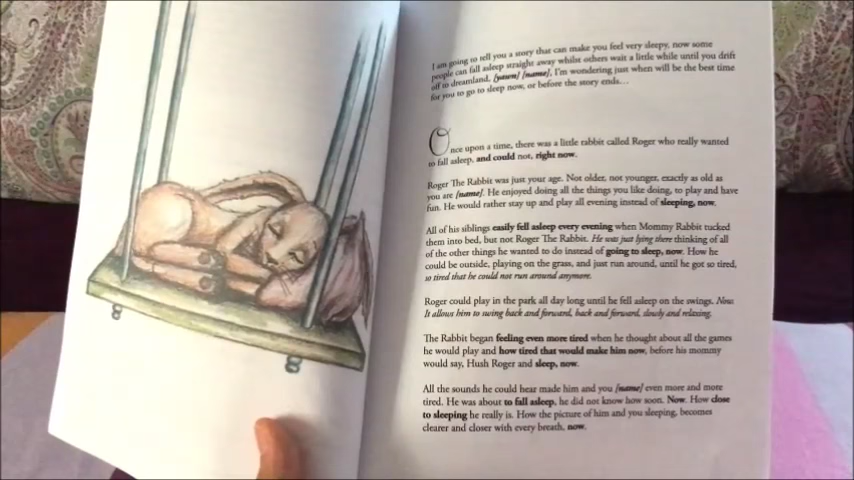 I am going to tell you a story that can make you feel very sleepy, now some
people can fall asleep straight away whilst others wait a little while until you drift
off to dreamland. [yawn] [name], I'm wondering just when will be the best time
for you to go to sleep now, or before the story ends...
Once upon a time, there was a little rabbit called Roger who really wanted
to fall asleep, and could not, right now.
Roger The Rabbit was just your age. Not older, not younger, exactly as old as
you are [name]. He enjoyed doing all the things you like doing, to play and have
fun. He would rather stay up and play all evening instead of sleeping, now.
All of his siblings easily fell asleep every evening when Mommy Rabbit tucked
them into bed, but not Roger The Rabbit. He was just lying there thinking of all
of the other things he wanted to do instead of going to sleep, now. How he
could be outside, playing on the grass, and just run around, until he got so tired,
so tired that he could not run around anymore.
Roger could play in the park all day long until he fell asleep on the swings. Now
It allows him to swing back and forward, back and forward, slowly and relaxing.
The Rabbit began feeling even more tired when he thought about all the games
he would play and how tired that would make him now, before his mommy
would say, Hush Roger and sleep, now.
All the sounds he could hear made him and you [name] even more and more
tired. He was about to fall asleep, he did not know how soon. Now. How close
to sleeping he really is. How the picture of him and you sleeping, becomes
clearer and closer with every breath, now.